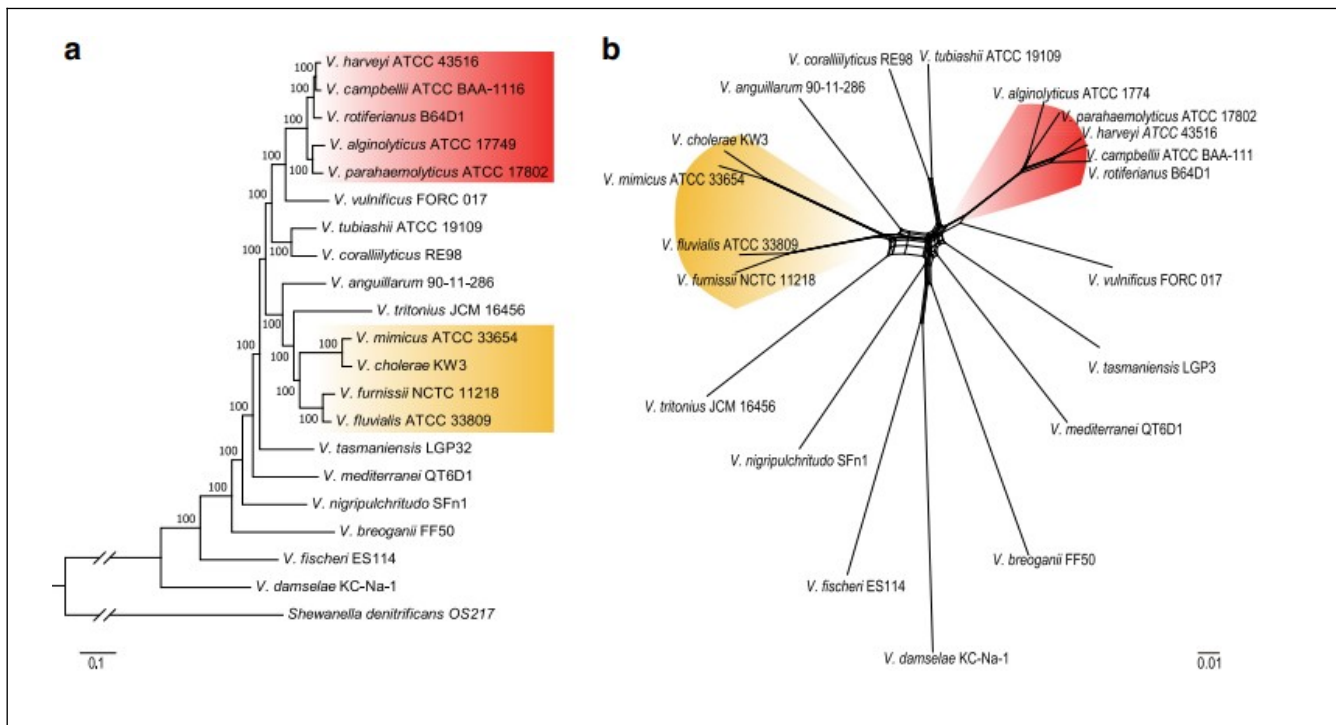 a
V. harveyi ATCC 43516
100
V. campbellii ATCC BAA-1116
100
V. rotiferianus B64D1
100
V. alginolyticus ATCC 17749
100
V. parahaemolyticus ATCC 17802
100
V. vulnificus FORC 017
100
V. tubiashii ATCC 19109
100
V. coralliilyticus RE98
100
V. anguillarum 90-11-286
V. tritonius JCM 16456
100
V. mimicus ATCC 33654
100
100
V. cholerae KW3
100
V. furnissii NCTC 11218
100
100
V. fluvialis ATCC 33809
100
V. tasmaniensis LGP32
V. mediterranei QT6D1
100
V. nigripulchritudo SFn1
100
V. breoganii FF50
100
V. fischeri ES114
V. damselae KC-Na-1
Shewanella denitrificans OS217
0.1
b
V. tubiashii ATCC 19109
V. coralliilyticus RE98
V. anguillarum 90-11-286
V. alginolyticus ATCC 1774
V. parahaemolyticus ATCC 17802
V. harveyi ATCC 43516
V. cholerae KW3
V. campbellii ATCC BAA-111
V. rotiferianus B64D1
V. mimicus ATCC 33654
V. fluvialis ATCC 33809
V. furnissii NCTC 11218
V. vulnificus FORC 017
V. tasmaniensis LGP3
V. tritonius JCM 16456
V. mediterranei QT6D1
V. nigripulchritudo SFn1
V. breoganii FF50
V. fischeri ES114
V. damselae KC-Na-1
0.01